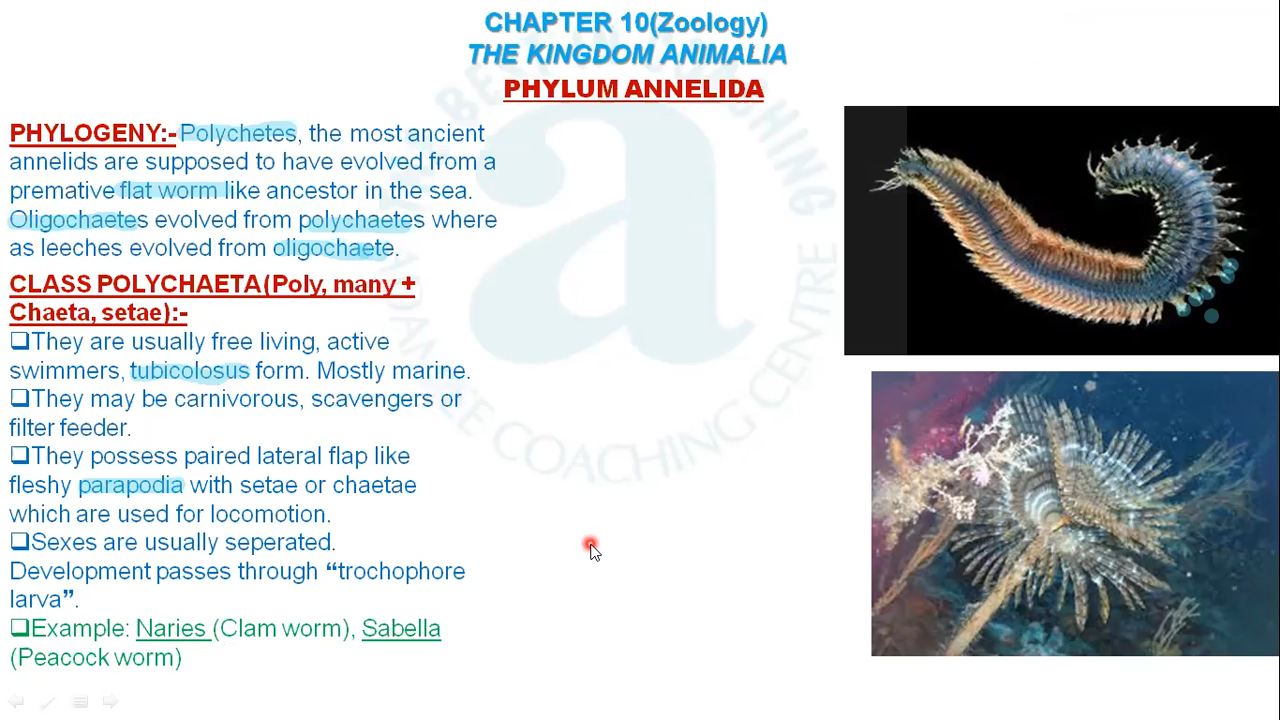 CHAPTER 10(Zoology)
THE KINGDOM ANIMALIA
PHYLUM ANNELIDA
PHYLOGENY:- Polychetes, the most ancient
annelids are supposed to have evolved from a
premative flat worm like ancestor in the sea.
Oligochaetes evolved from polychaetes where
as leeches evolved from oligochaete.
CLASS POLYCHAETA(Poly, many +
Chaeta, setae):-
❑They are usually free living, active
swimmers, tubicolosus form. Mostly marine.
❑They may be carnivorous, scavengers or
filter feeder.
❑They possess paired lateral flap like
fleshy parapodia with setae or chaetae
which are used for locomotion.
❑Sexes are usually seperated.
Development passes through “trochophore
larva”.
❑Example: Naries (Clam worm), Sabella
(Peacock worm)
a
COACHING CENTRE